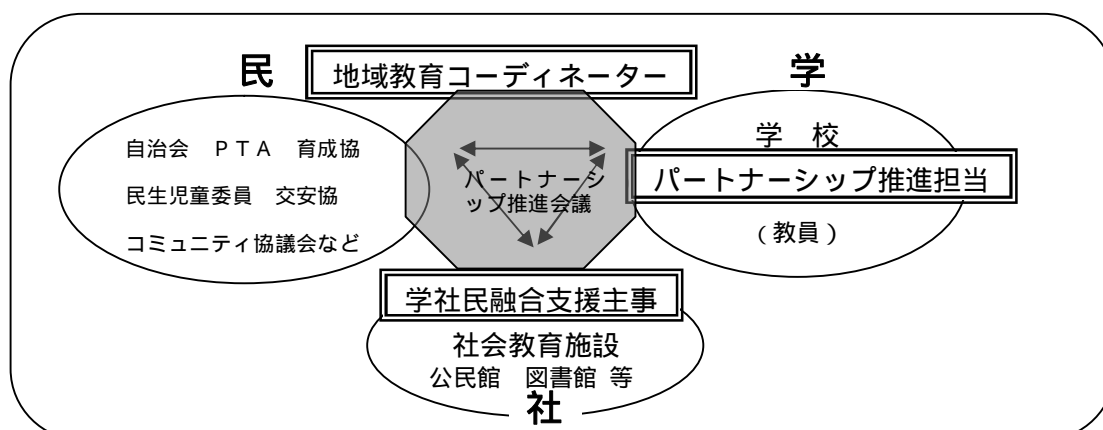 民
地域教育コーディネーター
学
自治会 PTA 育成協
民生児童委員 交安協
コミュニティ協議会など
パートナーシ
ップ推進会議
学 校
パートナーシップ推進担当
(教員)
学社民融合支援主事
社会教育施設
公民館 図書館 等
社